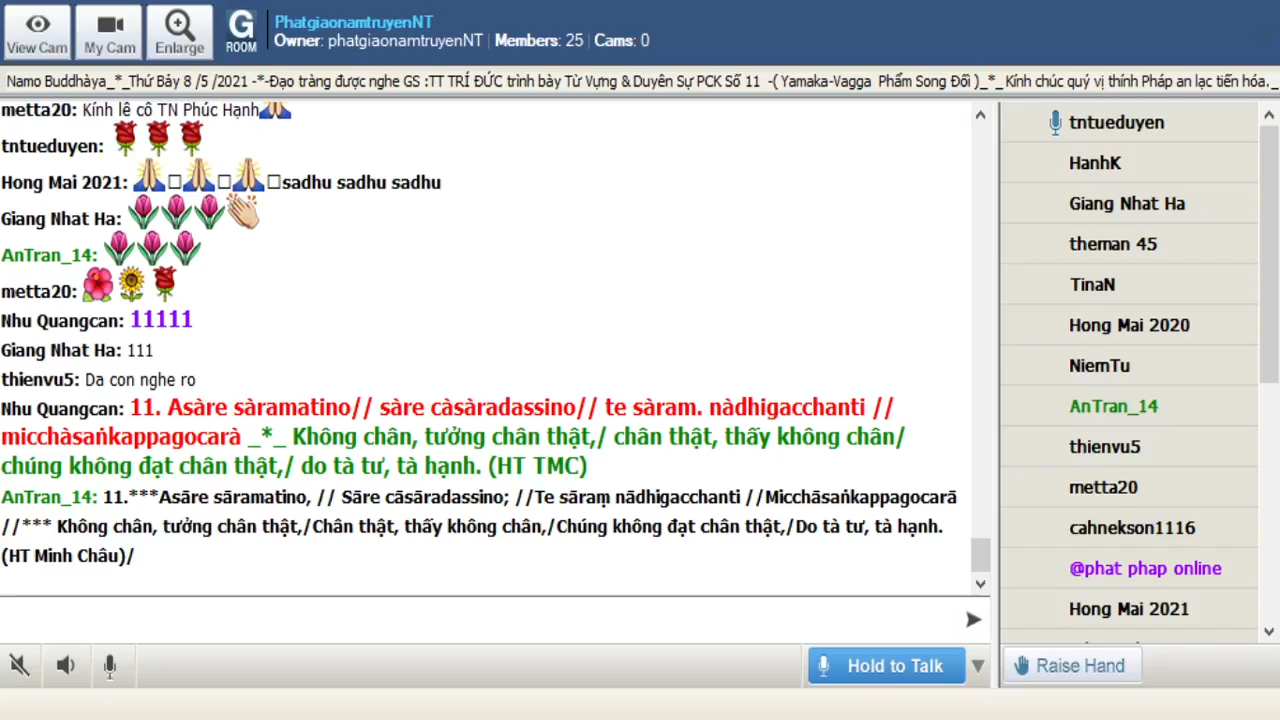 View Cam
My Cam
Enlarge
G
ROOM
PhatgiaonamtruyenNT
Owner: phatgiaonamtruyenNT | Members: 25 | Cams: 0
Namo Buddhàya_*_Thứ Bảy 8 /5 /2021 -*-Đạo tràng được nghe GS :TT TRÍ ĐỨC trình bày Từ Vựng & Duyên Sự PCK Số 11 -( Yamaka-Vagga Phẩm Song Đối )_*_Kính chúc quý vị thính Pháp an lạc tiến hóa._
metta20: Kính lễ cô TN Phúc Hạnh
tntueduyen:
Hong Mai 2021: sadhu sadhu sadhu
Giang Nhat Ha:
AnTran_14:
metta20:
Nhu Quangcan: 11111
Giang Nhat Ha: 111
thienvu5: Da con nghe ro
Nhu Quangcan: 11. Asàre sàramatino// sàre càsàradassino// te sàram. nàdhigacchanti //
micchàsaṅkappagocarà _*_ Không chân, tưởng chân thật,/ chân thật, thấy không chân/
chúng không đạt chân thật,/ do tà tư, tà hạnh. (HT TMC)
AnTran_14: 11.***Asāre sāramatino, // Sāre cāsāradassino; //Te sāraṃ nādhigacchanti //Micchāsaṅkappagocarā
//*** Không chân, tưởng chân thật,/Chân thật, thấy không chân,/Chúng không đạt chân thật,/Do tà tư, tà hạnh.
(HT Minh Châu)/
Hold to Talk
tntueduyen
HanhK
Giang Nhat Ha
theman 45
TinaN
Hong Mai 2020
NiemTu
AnTran_14
thienvu5
metta20
cahnekson1116
@phat phap online
Hong Mai 2021
Raise Hand